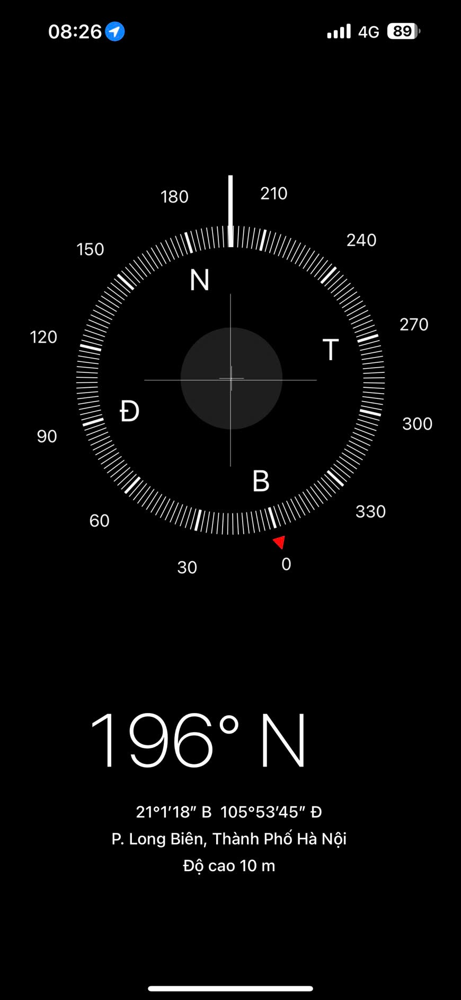 08:26 4G 89
180 210
150 240
N
120 270
T
Đ
90 300
B
60 330
30 0
196° N
21°1′18″ B 105°53′45″ Đ
P. Long Biên, Thành Phố Hà Nội
Độ cao 10 m